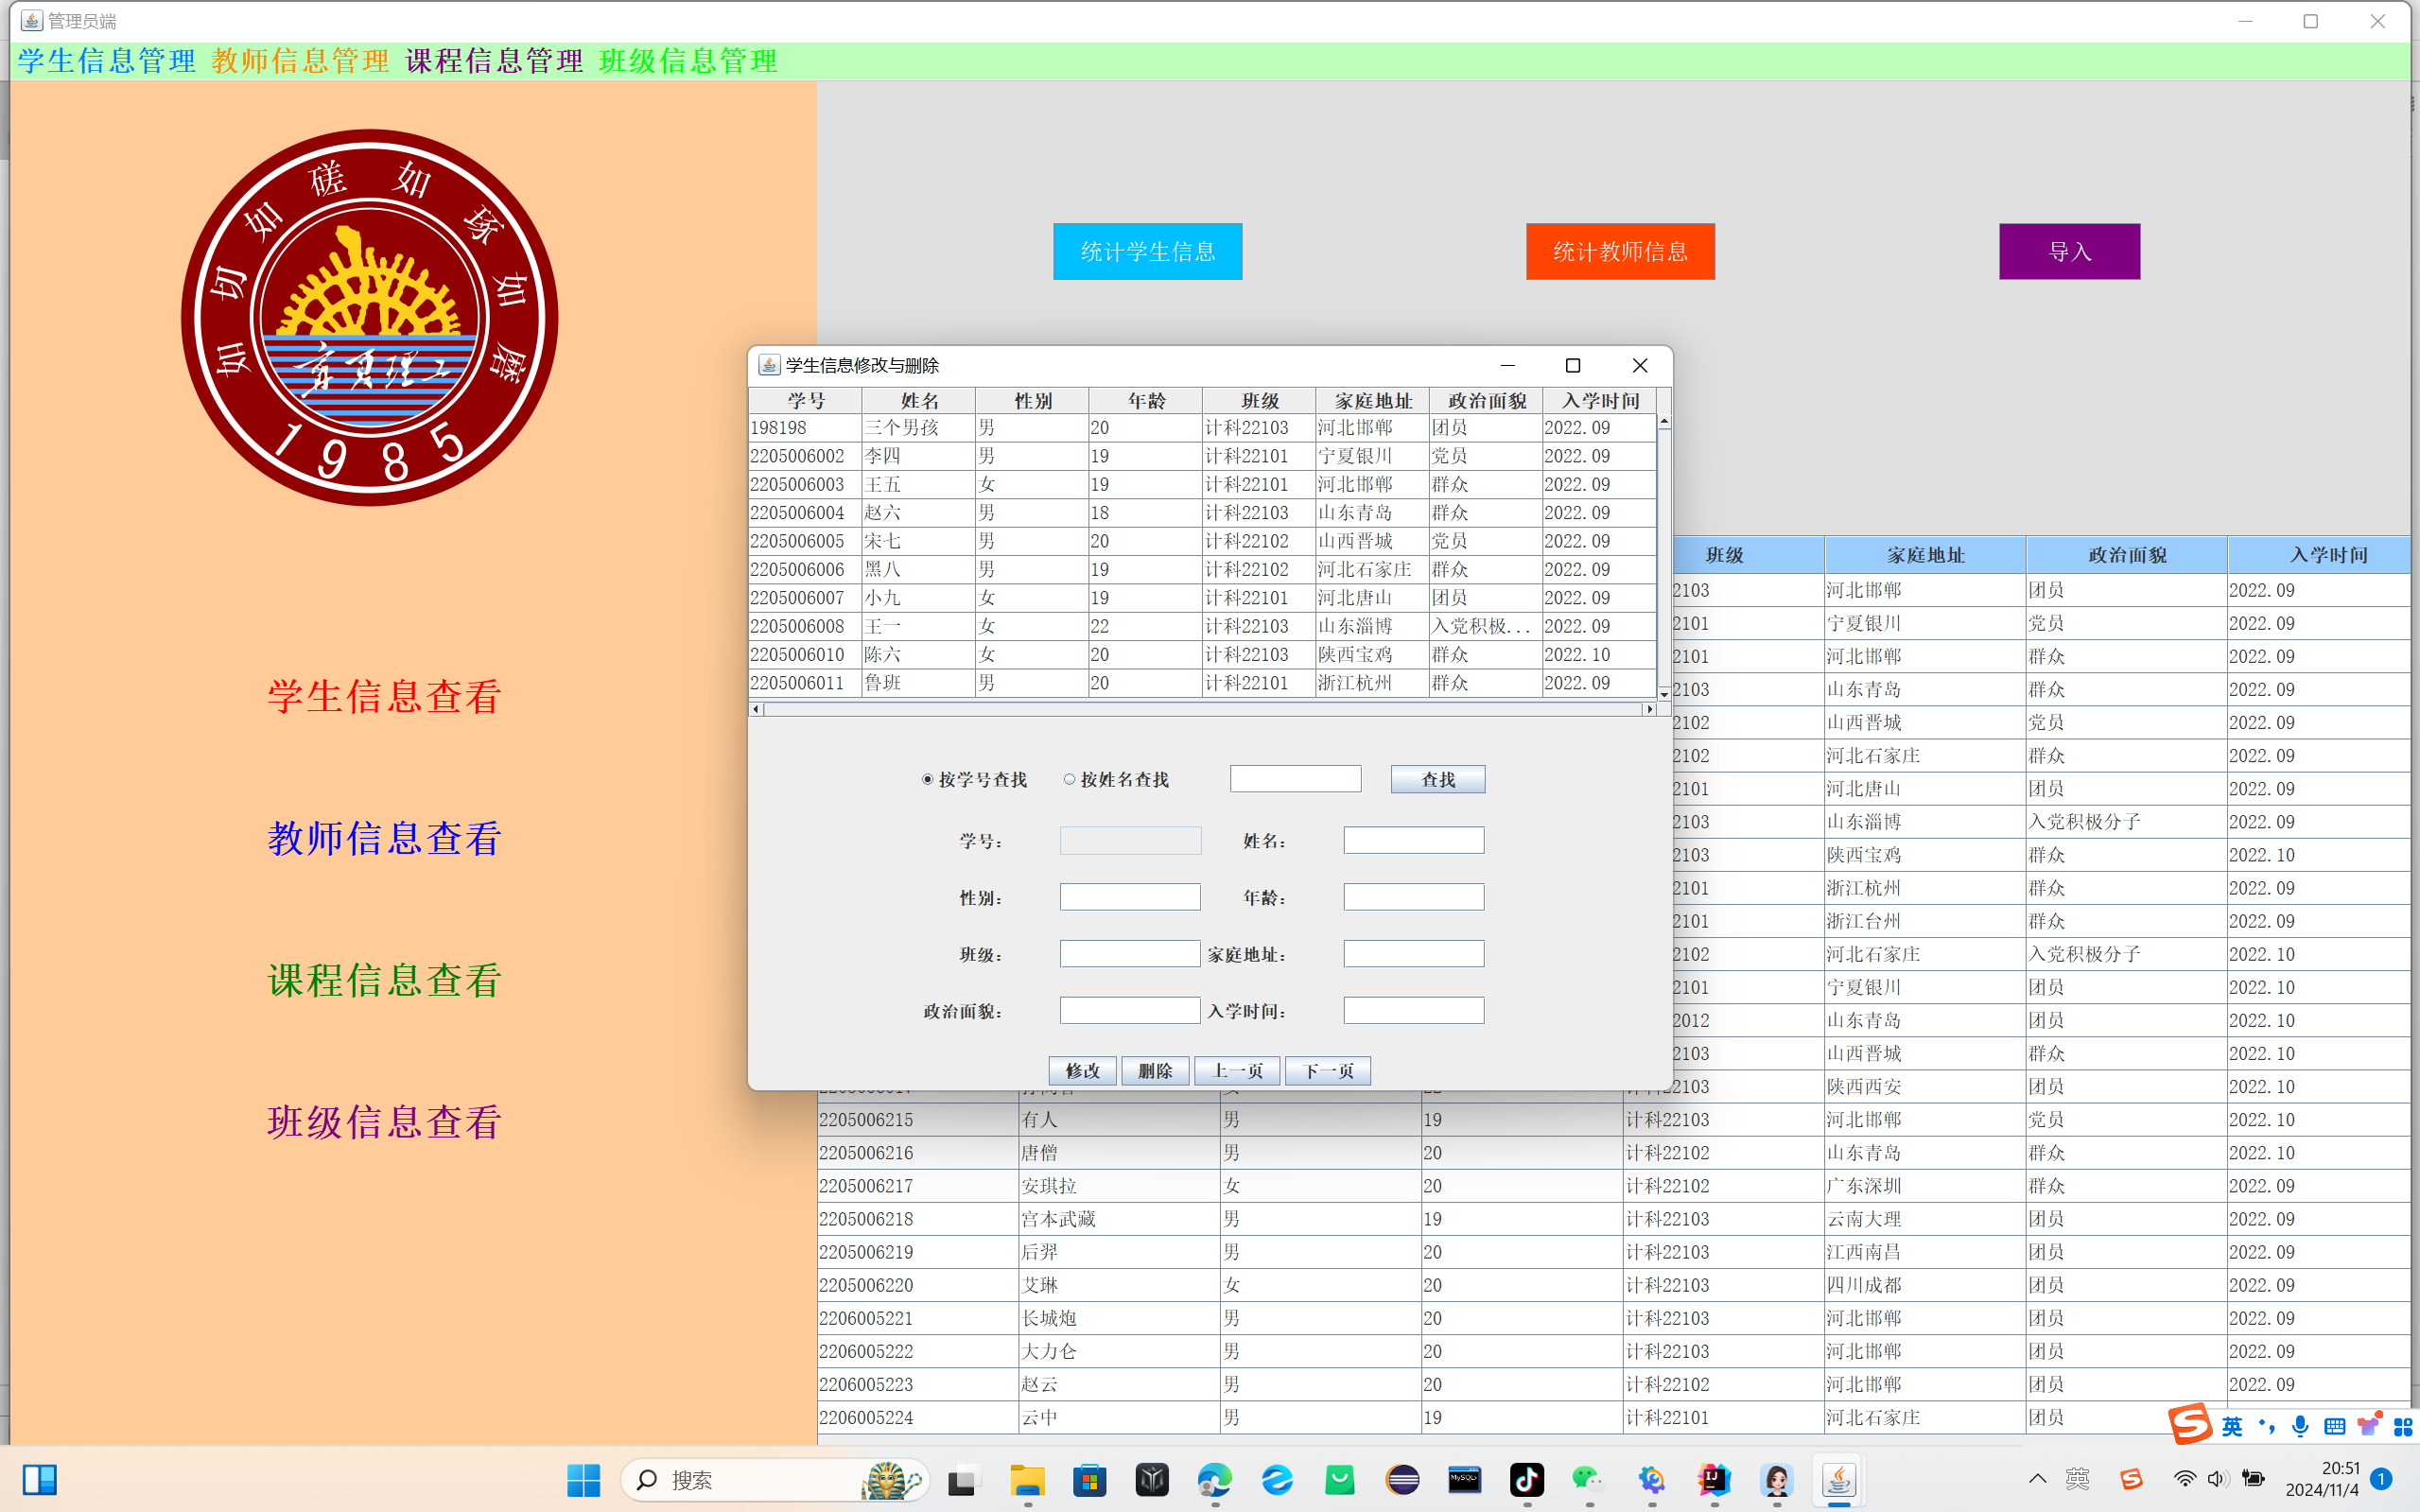 管理员端
学生信息管理 教师信息管理 课程信息管理 班级信息管理
如切如磋 如琢如磨
宁夏理工
1985
学生信息查看
教师信息查看
课程信息查看
班级信息查看
统计学生信息 统计教师信息 导入
学生信息修改与删除
学号 姓名 性别 年龄 班级 家庭地址 政治面貌 入学时间
198198 三个男孩 男 20 计科22103 河北邯郸 团员 2022.09
2205006002 李四 男 19 计科22101 宁夏银川 党员 2022.09
2205006003 王五 女 19 计科22101 河北邯郸 群众 2022.09
2205006004 赵六 男 18 计科22103 山东青岛 群众 2022.09
2205006005 宋七 男 20 计科22102 山西晋城 党员 2022.09
2205006006 黑八 男 19 计科22102 河北石家庄 群众 2022.09
2205006007 小九 女 19 计科22101 河北唐山 团员 2022.09
2205006008 王一 女 22 计科22103 山东淄博 入党积极... 2022.09
2205006010 陈六 女 20 计科22103 陕西宝鸡 群众 2022.10
2205006011 鲁班 男 20 计科22101 浙江杭州 群众 2022.09
按学号查找 按姓名查找 查找
学号： 姓名：
性别： 年龄：
班级： 家庭地址：
政治面貌： 入学时间：
修改 删除 上一页 下一页
班级 家庭地址 政治面貌 入学时间
2103 河北邯郸 团员 2022.09
2101 宁夏银川 党员 2022.09
2101 河北邯郸 群众 2022.09
2103 山东青岛 群众 2022.09
2102 山西晋城 党员 2022.09
2102 河北石家庄 群众 2022.09
2101 河北唐山 团员 2022.09
2103 山东淄博 入党积极分子 2022.09
2103 陕西宝鸡 群众 2022.10
2101 浙江杭州 群众 2022.09
2101 浙江台州 群众 2022.09
2102 河北石家庄 入党积极分子 2022.10
2101 宁夏银川 团员 2022.10
2012 山东青岛 团员 2022.10
2103 山西晋城 群众 2022.10
2103 陕西西安 团员 2022.10
2205006215 有人 男 19 计科22103 河北邯郸 党员 2022.10
2205006216 唐僧 男 20 计科22102 山东青岛 群众 2022.10
2205006217 安琪拉 女 20 计科22102 广东深圳 群众 2022.09
2205006218 宫本武藏 男 19 计科22103 云南大理 团员 2022.09
2205006219 后羿 男 20 计科22103 江西南昌 团员 2022.09
2205006220 艾琳 女 20 计科22103 四川成都 团员 2022.09
2206005221 长城炮 男 20 计科22103 河北邯郸 团员 2022.09
2206005222 大力仑 男 20 计科22103 河北邯郸 团员 2022.09
2206005223 赵云 男 20 计科22102 河北邯郸 团员 2022.09
2206005224 云中 男 19 计科22101 河北石家庄 团员
英
搜索
MySQL
IJ
英
20:51
2024/11/4
1